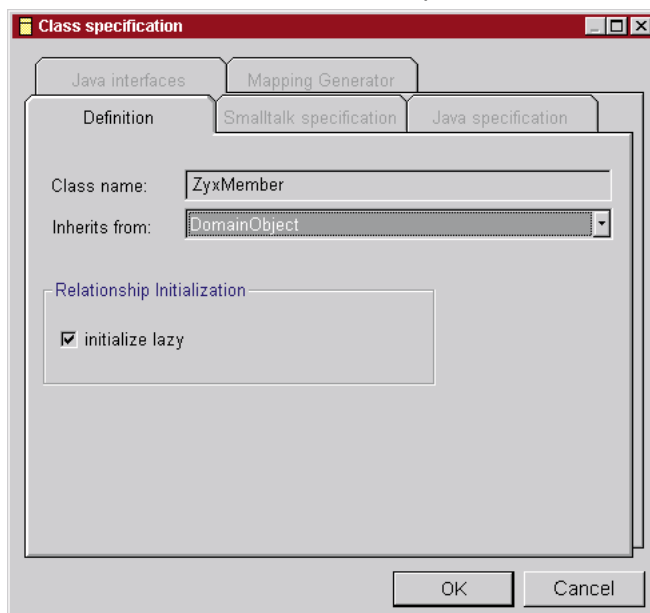 Class specification
Java interfaces Mapping Generator
Definition Smalltalk specification Java specification
Class name: ZyxMember
Inherits from: DomainObject
Relationship Initialization
initialize lazy
OK Cancel